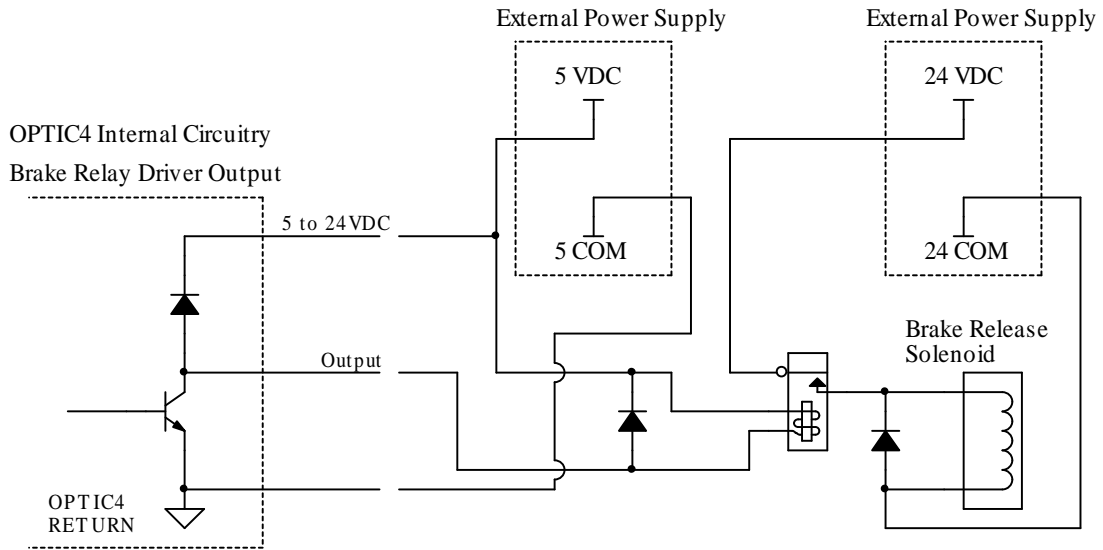 External Power Supply
External Power Supply
5 VDC
24 VDC
OPTIC4 Internal Circuitry
Brake Relay Driver Output
5 to 24VDC
5 COM
24 COM
Brake Release
Solenoid
Output
OPTIC4
RETURN